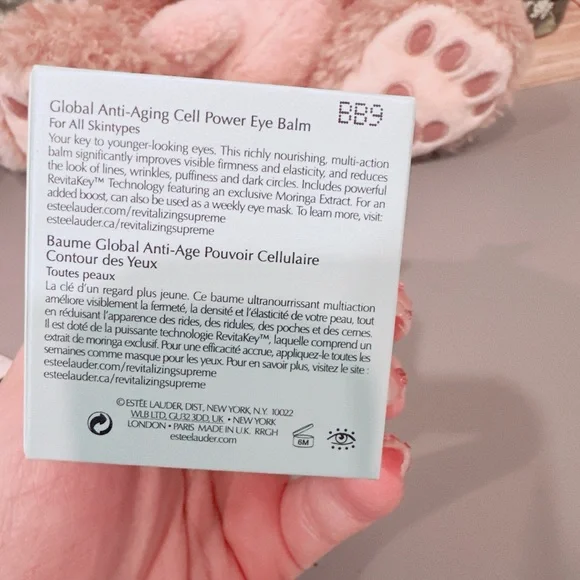 Global Anti-Aging Cell Power Eye Balm
BB9
For All Skintypes
Your key to younger-looking eyes. This richly nourishing, multi-action
balm significantly improves visible firmness and elasticity, and reduces
the look of lines, wrinkles, puffiness and dark circles. Includes powerful
RevitaKey™ Technology featuring an exclusive Moringa Extract. For an
added boost, can also be used as a weekly eye mask. To learn more, visit:
esteelauder.com/revitalizingsupreme
esteelauder.ca/revitalizingsupreme
Baume Global Anti-Age Pouvoir Cellulaire
Contour des Yeux
Toutes peaux
La clé d'un regard plus jeune. Ce baume ultranourrissant multiaction
améliore visiblement la fermeté, la densité et l'élasticité de votre peau, tout
en réduisant l'apparence des rides, des ridules, des poches et des cernes.
Il est doté de la puissante technologie RevitaKey™, laquelle comprend un
extrait de moringa exclusif. Pour une efficacité accrue, appliquez-le toutes les
semaines comme masque pour les yeux. Pour en savoir plus, visitez le site :
esteelauder.com/revitalizingsupreme
esteelauder.ca/revitalizingsupreme
© ESTĒE LAUDER, DIST, NEW YORK, N.Y. 10022
WLB LTD, GU32 3DD, UK • NEW YORK
LONDON • PARIS MADE IN U.K. RRGH
esteelauder.com
6M